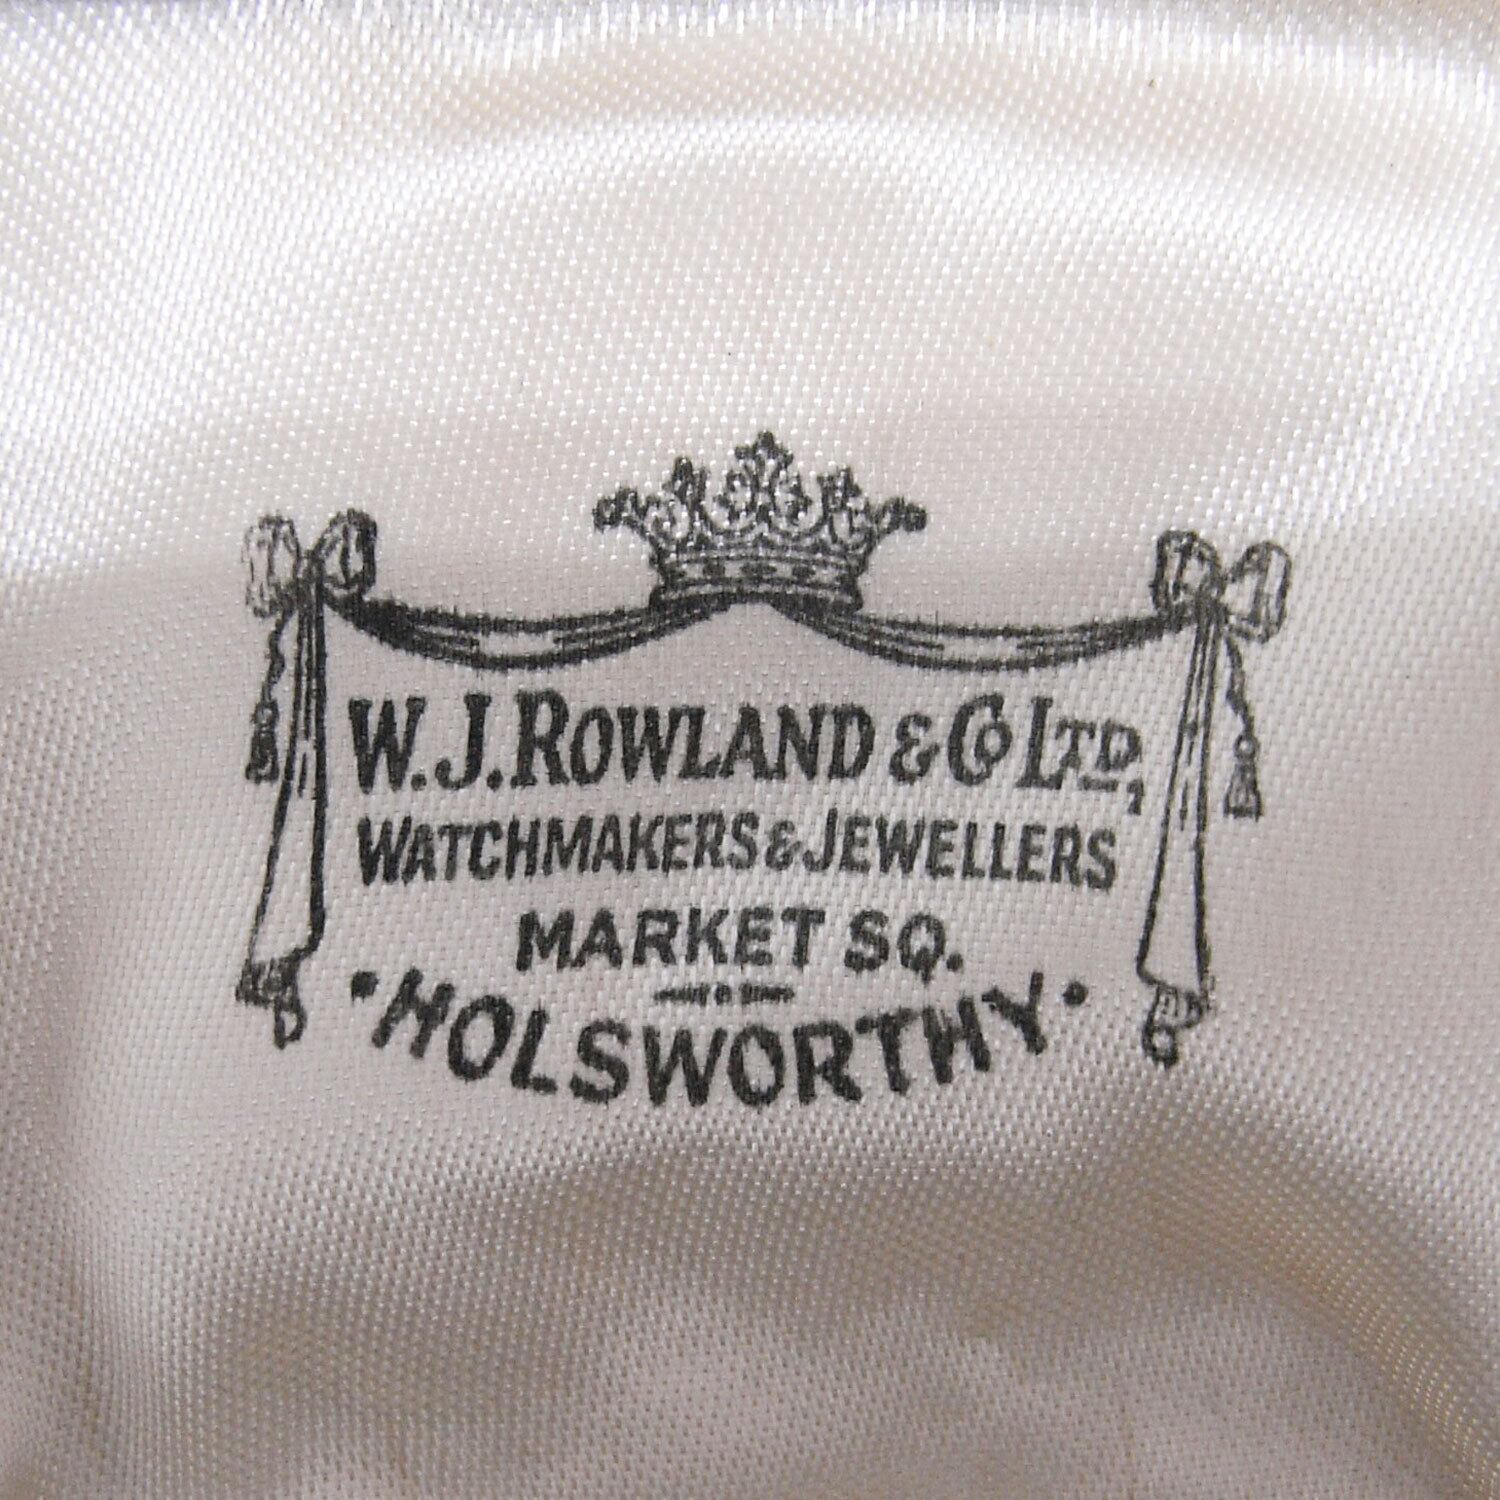 W.J. ROWLAND & Co LTD,
WATCHMAKERS & JEWELLERS
MARKET SQ.
• HOLSWORTHY •